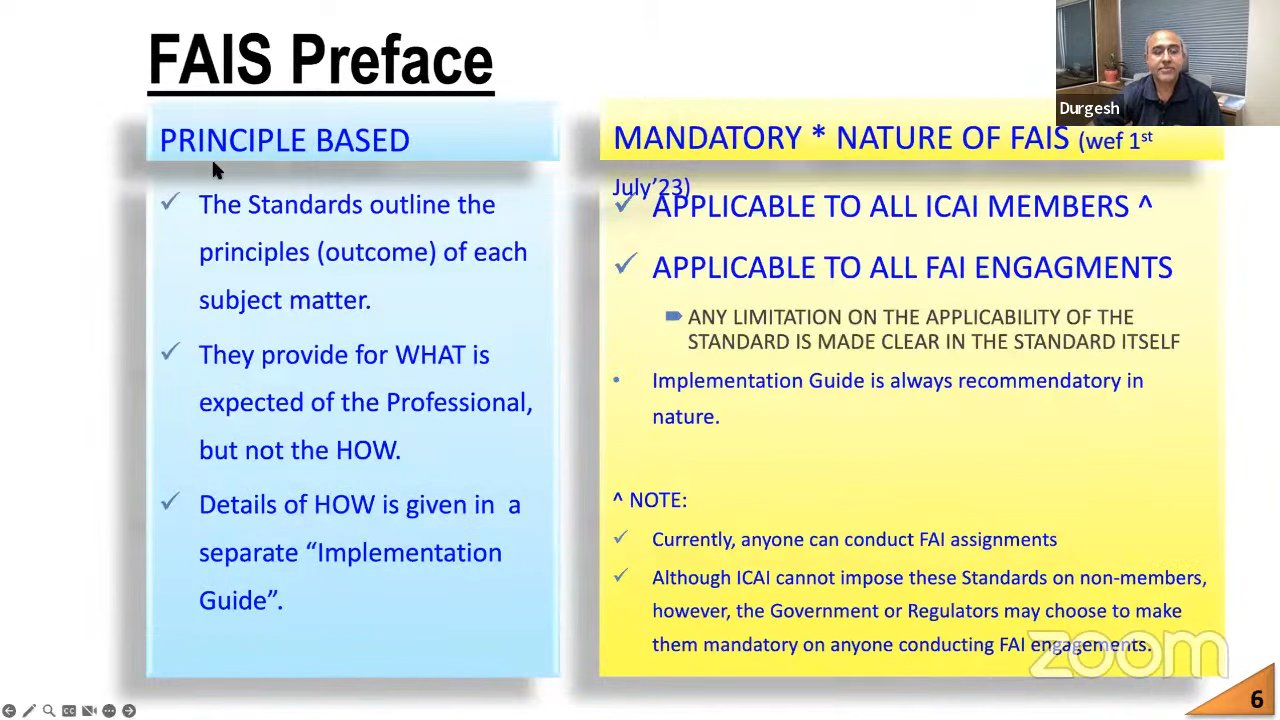 FAIS Preface
Durgesh
PRINCIPLE BASED
The Standards outline the
principles (outcome) of each
subject matter.
They provide for WHAT is
expected of the Professional,
but not the HOW.
Details of HOW is given in a
separate “Implementation
Guide”.
MANDATORY * NATURE OF FAIS (wef 1st
July’23)
APPLICABLE TO ALL ICAI MEMBERS ^
APPLICABLE TO ALL FAI ENGAGMENTS
ANY LIMITATION ON THE APPLICABILITY OF THE
STANDARD IS MADE CLEAR IN THE STANDARD ITSELF
Implementation Guide is always recommendatory in
nature.
^ NOTE:
Currently, anyone can conduct FAI assignments
Although ICAI cannot impose these Standards on non-members,
however, the Government or Regulators may choose to make
them mandatory on anyone conducting FAI engagements.
zoom
6